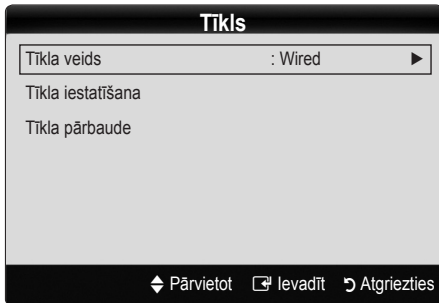 Tīkls
Tīkla veids : Wired
Tīkla iestatīšana
Tīkla pārbaude
Pārvietot Ievadīt Atgriezties